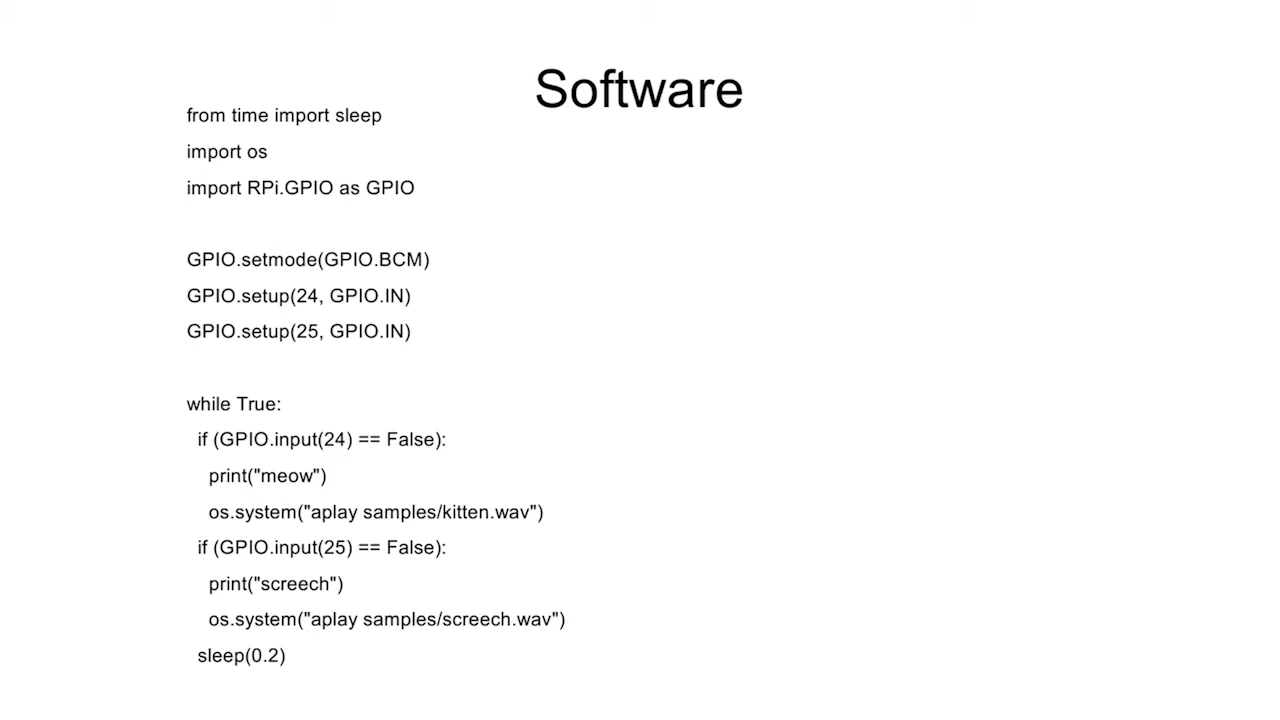 Software
from time import sleep
import os
import RPi.GPIO as GPIO
GPIO.setmode(GPIO.BCM)
GPIO.setup(24, GPIO.IN)
GPIO.setup(25, GPIO.IN)
while True:
  if (GPIO.input(24) == False):
    print("meow")
    os.system("aplay samples/kitten.wav")
  if (GPIO.input(25) == False):
    print("screech")
    os.system("aplay samples/screech.wav")
  sleep(0.2)